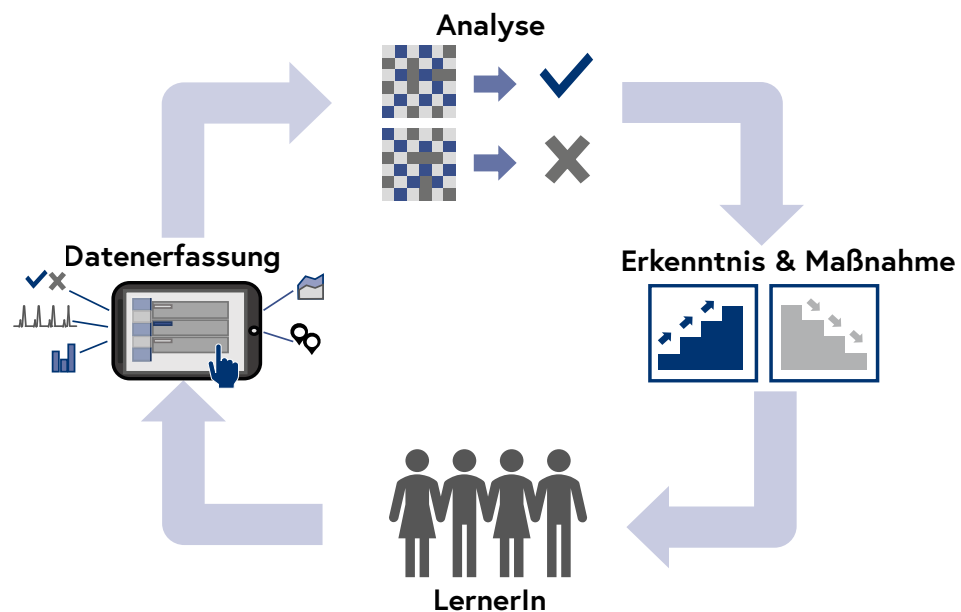 Analyse
Datenerfassung
Erkenntnis & Maßnahme
LernerIn